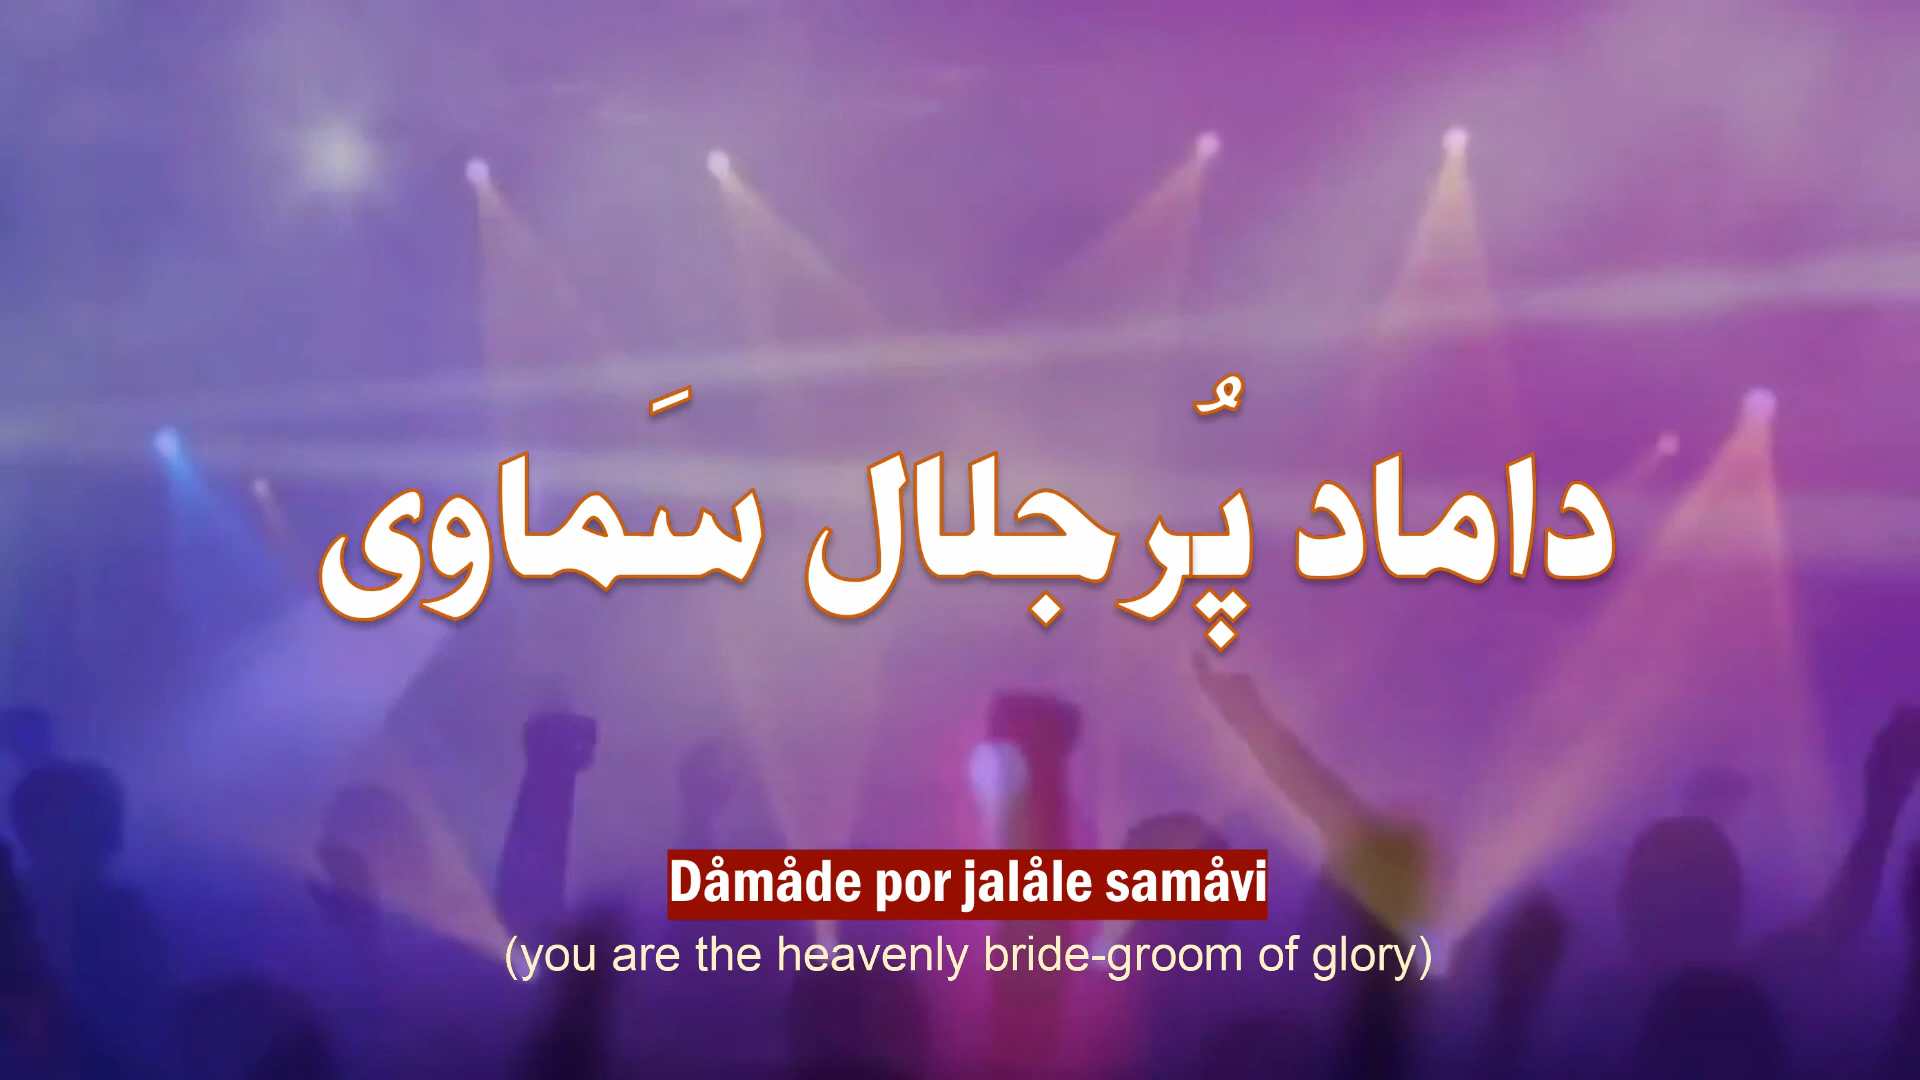 داماد پُرجلال سَماوی
Dåmåde por jalåle samåvi
(you are the heavenly bride-groom of glory)